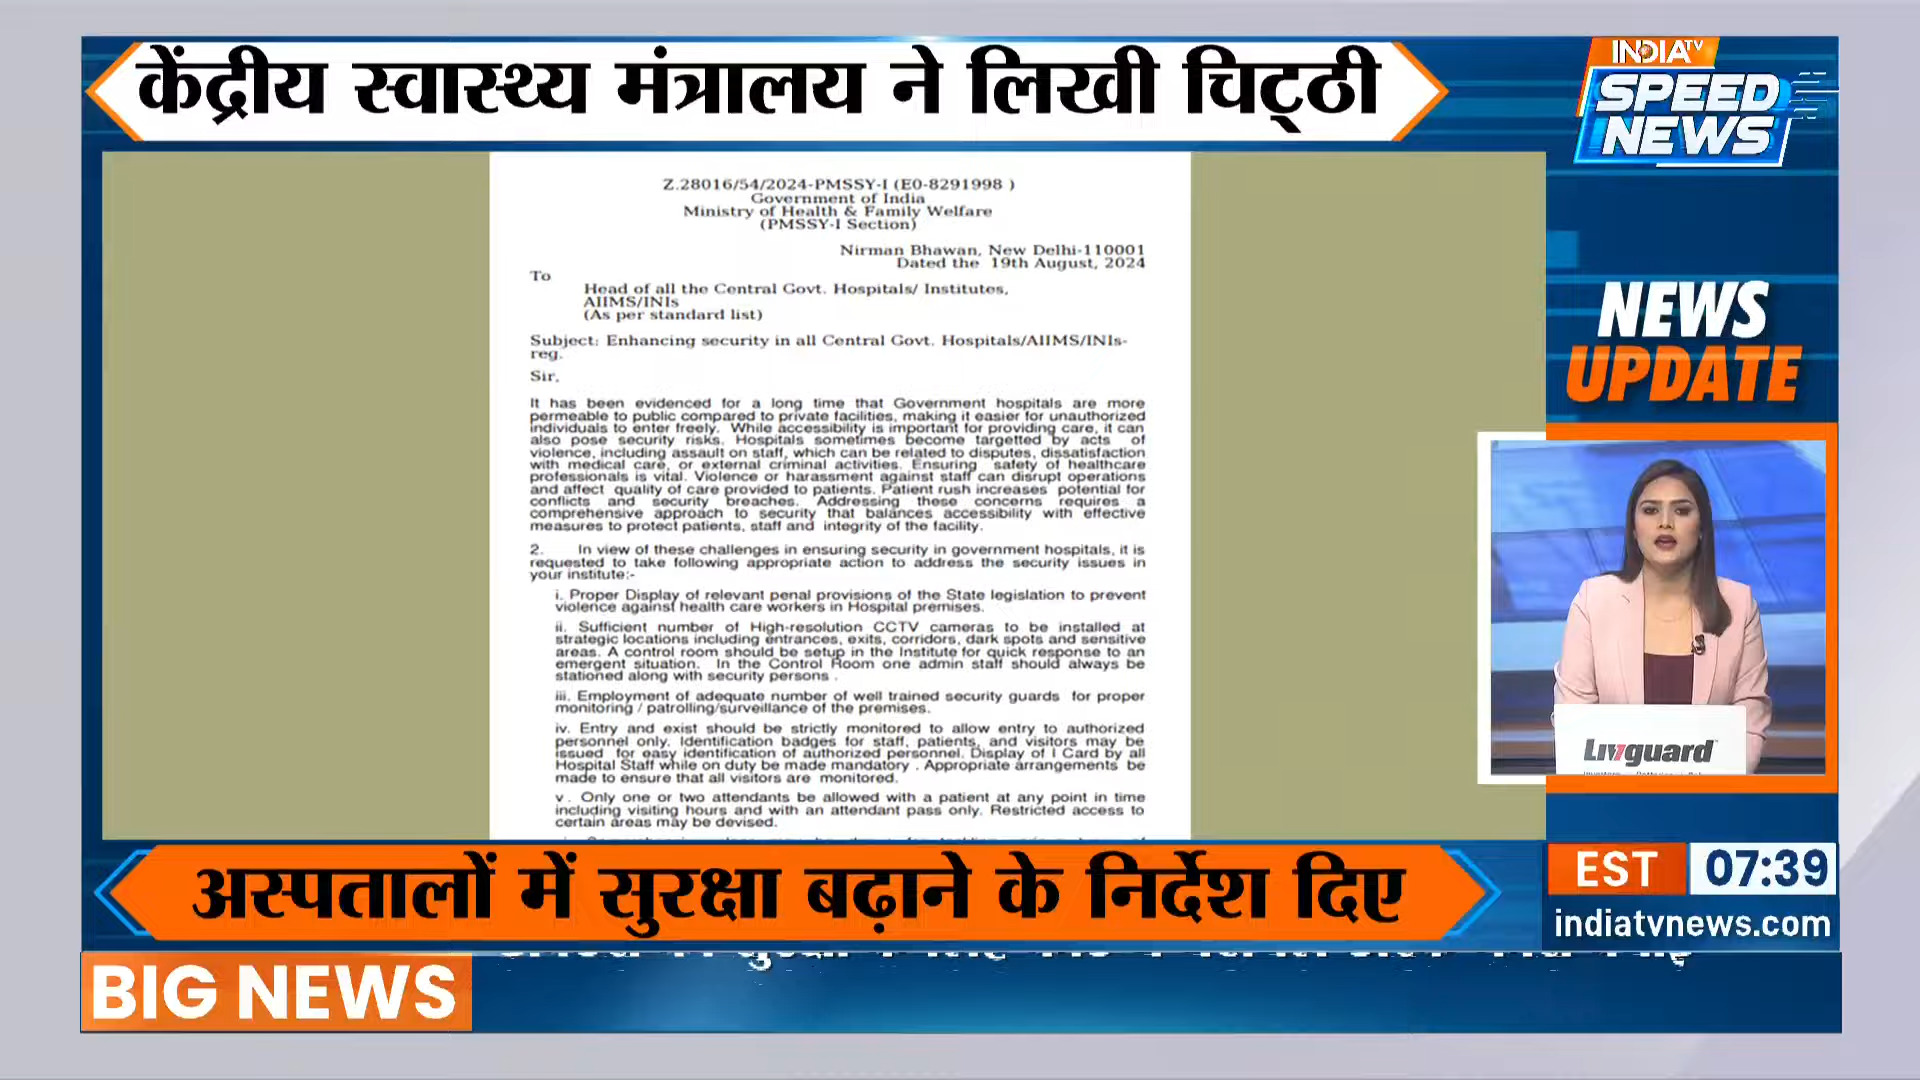 केंद्रीय स्वास्थ्य मंत्रालय ने लिखी चिट्ठी
INDIA TV
SPEED
NEWS
Z.28016/54/2024-PMSSY-I (E0-8291998 )
Government of India
Ministry of Health & Family Welfare
(PMSSY-I Section)
Nirman Bhawan, New Delhi-110001
Dated the 19th August, 2024
To
Head of all the Central Govt. Hospitals/ Institutes,
AIIMS/INIs
(As per standard list)
Subject: Enhancing security in all Central Govt. Hospitals/AIIMS/INIs-
reg.
Sir,
It has been evidenced for a long time that Government hospitals are more
permeable to public compared to private facilities, making it easier for unauthorized
individuals to enter freely. While accessibility is important for providing care, it can
also pose security risks. Hospitals sometimes become targetted by acts of
violence, including assault on staff, which can be related to disputes, dissatisfaction
with medical care, or external criminal activities. Ensuring safety of healthcare
professionals is vital. Violence or harassment against staff can disrupt operations
and affect quality of care provided to patients. Patient rush increases potential for
conflicts and security breaches. Addressing these concerns requires a
comprehensive approach to security that balances accessibility with effective
measures to protect patients, staff and integrity of the facility.
2. In view of these challenges in ensuring security in government hospitals, it is
requested to take following appropriate action to address the security issues in
your institute:-
i. Proper Display of relevant penal provisions of the State legislation to prevent
violence against health care workers in Hospital premises.
ii. Sufficient number of High-resolution CCTV cameras to be installed at
strategic locations including entrances, exits, corridors, dark spots and sensitive
areas. A control room should be setup in the Institute for quick response to an
emergent situation. In the Control Room one admin staff should always be
stationed along with security persons .
iii. Employment of adequate number of well trained security guards for proper
monitoring / patrolling/surveillance of the premises.
iv. Entry and exist should be strictly monitored to allow entry to authorized
personnel only. Identification badges for staff, patients, and visitors may be
issued for easy identification of authorized personnel. Display of I Card by all
Hospital Staff while on duty be made mandatory . Appropriate arrangements be
made to ensure that all visitors are monitored.
v . Only one or two attendants be allowed with a patient at any point in time
including visiting hours and with an attendant pass only. Restricted access to
certain areas may be devised.
NEWS
UPDATE
Livguard
अस्पतालों में सुरक्षा बढ़ाने के निर्देश दिए
EST 07:39
indiatvnews.com
BIG NEWS